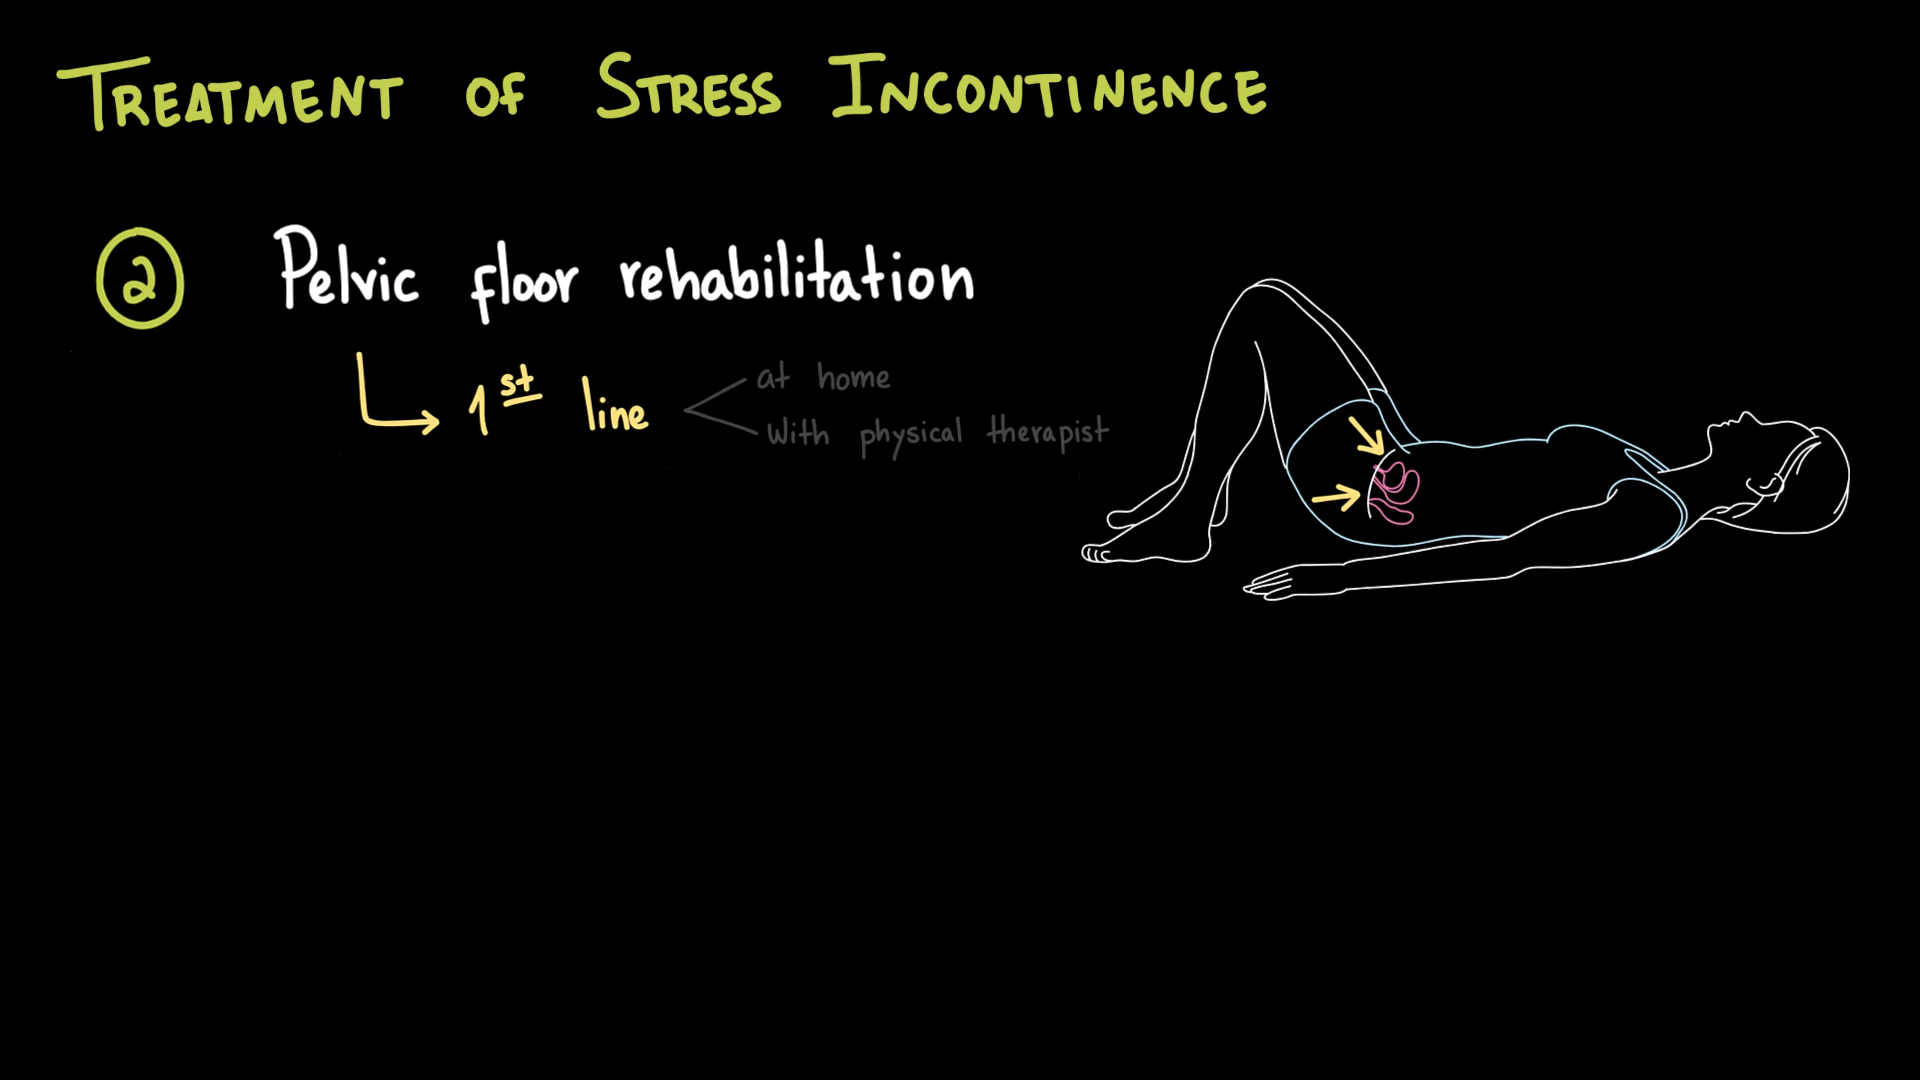 TREATMENT OF STRESS INCONTINENCE
2 Pelvic floor rehabilitation
1st line
at home
With physical therapist